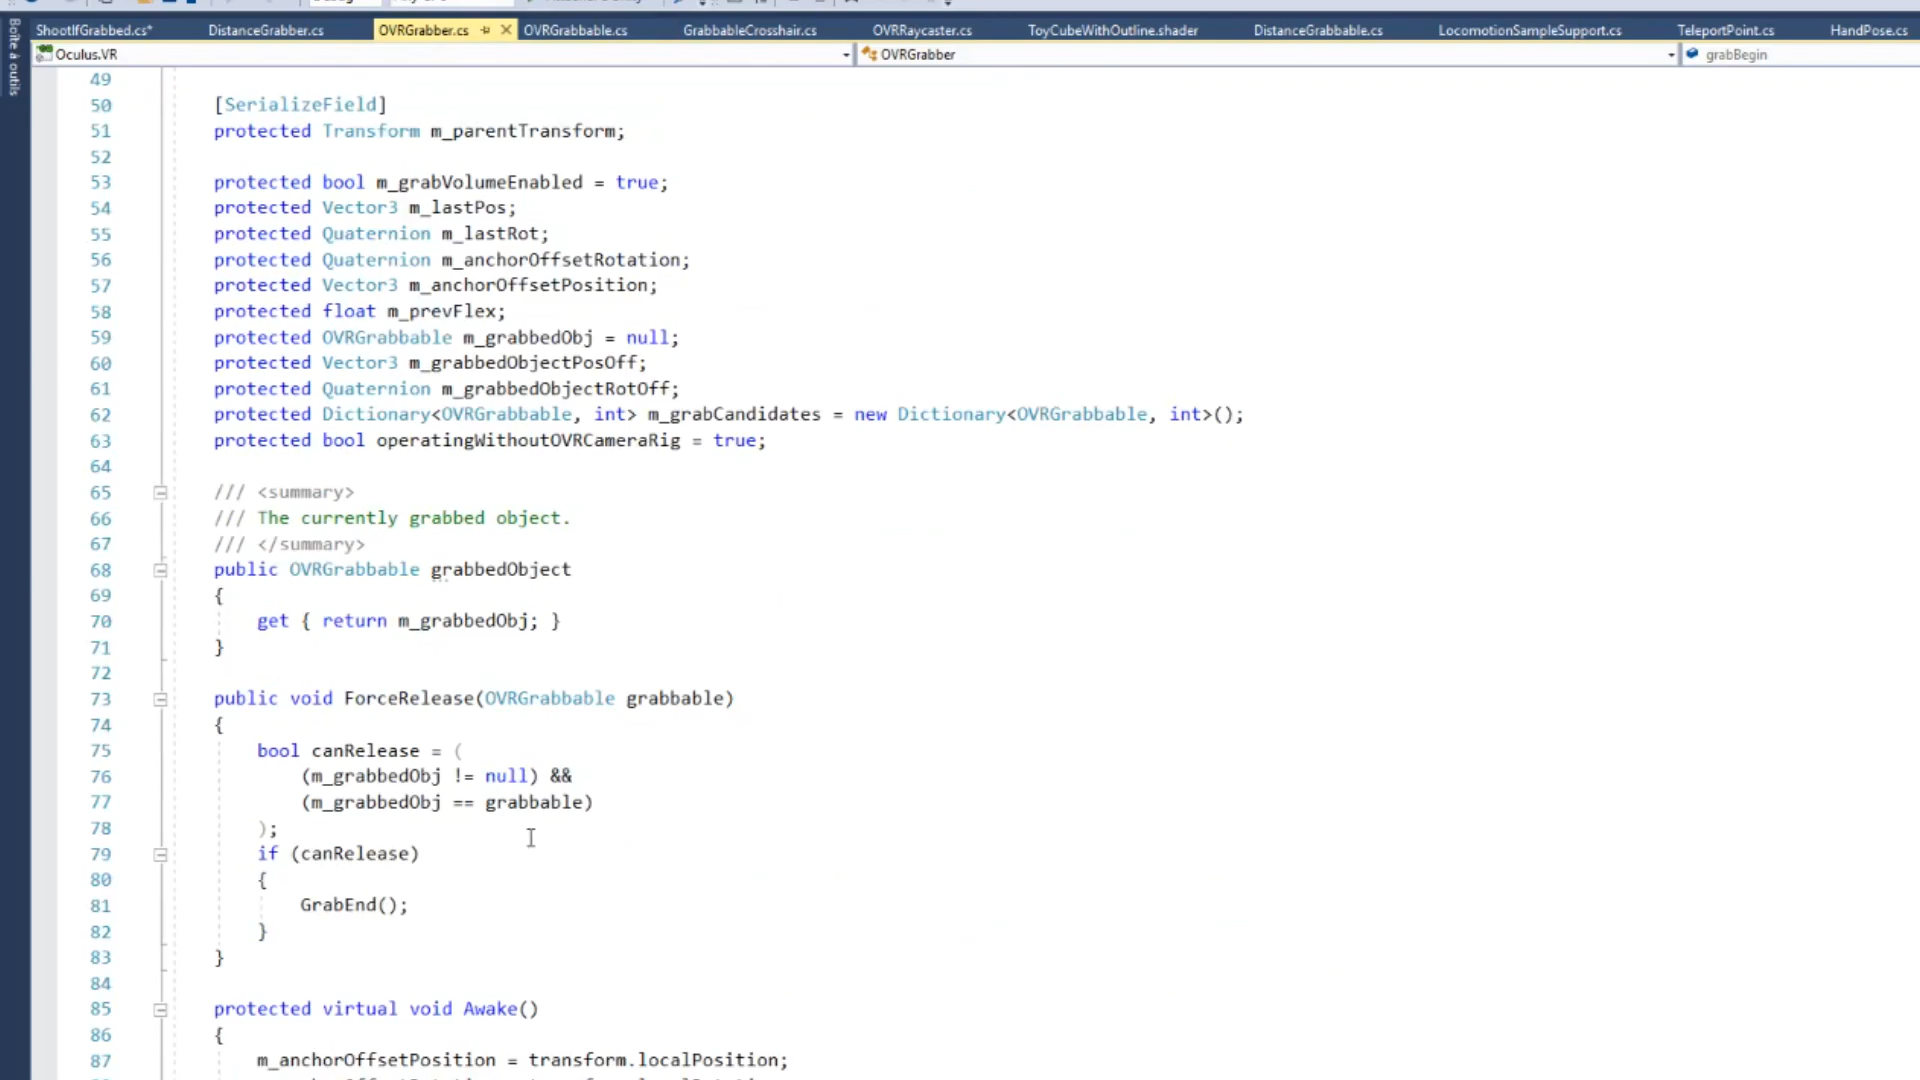 Boîte à outils
ShootIfGrabbed.cs*
DistanceGrabber.cs
OVRGrabber.cs
OVRGrabbable.cs
GrabbableCrosshair.cs
OVRRaycaster.cs
ToyCubeWithOutline.shader
DistanceGrabbable.cs
LocomotionSampleSupport.cs
TeleportPoint.cs
HandPose.cs
Oculus.VR
OVRGrabber
grabBegin
49
50 [SerializeField]
51 protected Transform m_parentTransform;
52
53 protected bool m_grabVolumeEnabled = true;
54 protected Vector3 m_lastPos;
55 protected Quaternion m_lastRot;
56 protected Quaternion m_anchorOffsetRotation;
57 protected Vector3 m_anchorOffsetPosition;
58 protected float m_prevFlex;
59 protected OVRGrabbable m_grabbedObj = null;
60 protected Vector3 m_grabbedObjectPosOff;
61 protected Quaternion m_grabbedObjectRotOff;
62 protected Dictionary<OVRGrabbable, int> m_grabCandidates = new Dictionary<OVRGrabbable, int>();
63 protected bool operatingWithoutOVRCameraRig = true;
64
65 /// <summary>
66 /// The currently grabbed object.
67 /// </summary>
68 public OVRGrabbable grabbedObject
69 {
70 get { return m_grabbedObj; }
71 }
72
73 public void ForceRelease(OVRGrabbable grabbable)
74 {
75 bool canRelease = (
76 (m_grabbedObj != null) &&
77 (m_grabbedObj == grabbable)
78 );
79 if (canRelease)
80 {
81 GrabEnd();
82 }
83 }
84
85 protected virtual void Awake()
86 {
87 m_anchorOffsetPosition = transform.localPosition;